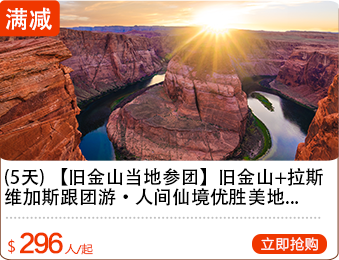 满减
(5天) 【旧金山当地参团】旧金山+拉斯
维加斯跟团游·人间仙境优胜美地...
$ 296 人/起
立即抢购